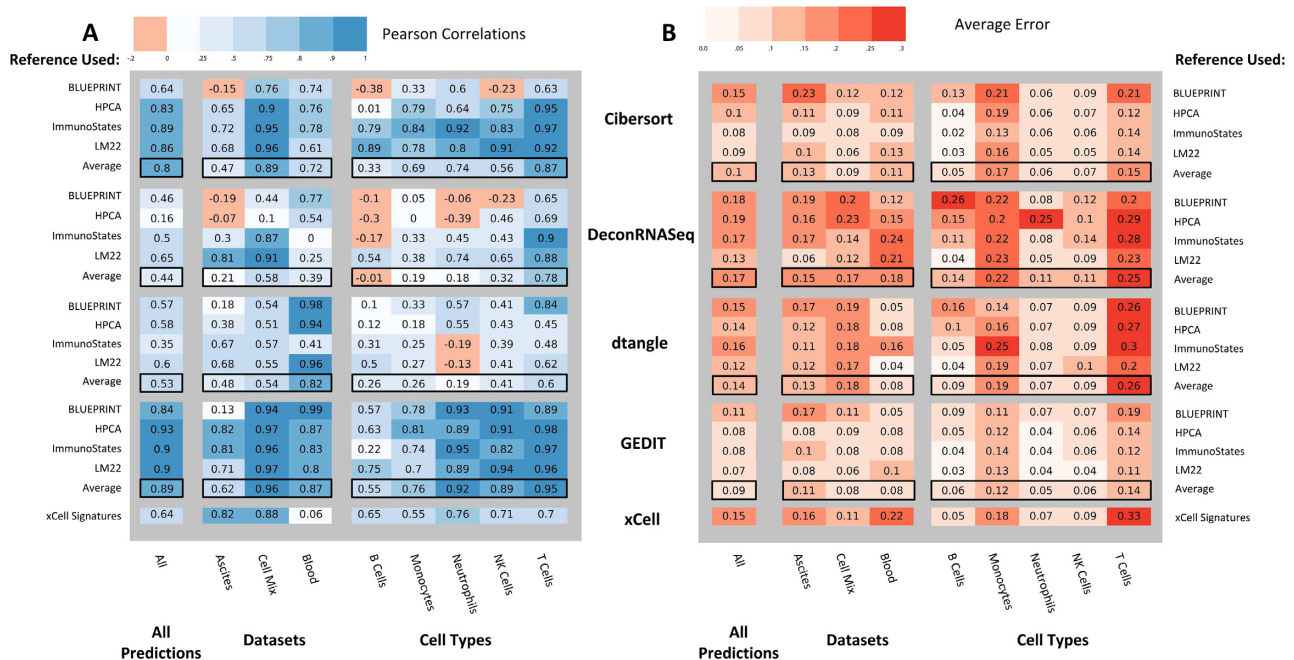 A
Pearson Correlations
-.2 0 .25 .5 .75 .8 .9 1
Reference Used:
BLUEPRINT 0.64 -0.15 0.76 0.74 -0.38 0.33 0.6 -0.23 0.63
HPCA 0.83 0.65 0.9 0.76 0.01 0.79 0.64 0.75 0.95
ImmunoStates 0.89 0.72 0.95 0.78 0.79 0.84 0.92 0.83 0.97
LM22 0.86 0.68 0.96 0.61 0.89 0.78 0.8 0.91 0.92
Average 0.8 0.47 0.89 0.72 0.33 0.69 0.74 0.56 0.87
BLUEPRINT 0.46 -0.19 0.44 0.77 -0.1 0.05 -0.06 -0.23 0.65
HPCA 0.16 -0.07 0.1 0.54 -0.3 0 -0.39 0.46 0.69
ImmunoStates 0.5 0.3 0.87 0 -0.17 0.33 0.45 0.43 0.9
LM22 0.65 0.81 0.91 0.25 0.54 0.38 0.74 0.65 0.88
Average 0.44 0.21 0.58 0.39 -0.01 0.19 0.18 0.32 0.78
BLUEPRINT 0.57 0.18 0.54 0.98 0.1 0.33 0.57 0.41 0.84
HPCA 0.58 0.38 0.51 0.94 0.12 0.18 0.55 0.43 0.45
ImmunoStates 0.35 0.67 0.57 0.41 0.31 0.25 -0.19 0.39 0.48
LM22 0.6 0.68 0.55 0.96 0.5 0.27 -0.13 0.41 0.62
Average 0.53 0.48 0.54 0.82 0.26 0.26 0.19 0.41 0.6
BLUEPRINT 0.84 0.13 0.94 0.99 0.57 0.78 0.93 0.91 0.89
HPCA 0.93 0.82 0.97 0.87 0.63 0.81 0.89 0.91 0.98
ImmunoStates 0.9 0.81 0.96 0.83 0.22 0.74 0.95 0.82 0.97
LM22 0.9 0.71 0.97 0.8 0.75 0.7 0.89 0.94 0.96
Average 0.89 0.62 0.96 0.87 0.55 0.76 0.92 0.89 0.95
xCell Signatures 0.64 0.82 0.88 0.06 0.65 0.55 0.76 0.71 0.7
All Ascites Cell Mix Blood B Cells Monocytes Neutrophils NK Cells T Cells
All Predictions Datasets Cell Types
Cibersort
DeconRNASeq
dtangle
GEDIT
xCell
B
Average Error
0.0 .05 .1 .15 .2 .25 .3
Reference Used:
0.15 0.23 0.12 0.12 0.13 0.21 0.06 0.09 0.21 BLUEPRINT
0.1 0.11 0.09 0.11 0.04 0.19 0.06 0.07 0.12 HPCA
0.08 0.09 0.08 0.09 0.02 0.13 0.06 0.06 0.14 ImmunoStates
0.09 0.1 0.06 0.13 0.03 0.16 0.05 0.05 0.14 LM22
0.1 0.13 0.09 0.11 0.05 0.17 0.06 0.07 0.15 Average
0.18 0.19 0.2 0.12 0.26 0.22 0.08 0.12 0.2 BLUEPRINT
0.19 0.16 0.23 0.15 0.15 0.2 0.25 0.1 0.29 HPCA
0.17 0.17 0.14 0.24 0.11 0.22 0.08 0.14 0.28 ImmunoStates
0.13 0.06 0.12 0.21 0.04 0.23 0.05 0.09 0.23 LM22
0.17 0.15 0.17 0.18 0.14 0.22 0.11 0.11 0.25 Average
0.15 0.17 0.19 0.05 0.16 0.14 0.07 0.09 0.26 BLUEPRINT
0.14 0.12 0.18 0.08 0.1 0.16 0.07 0.09 0.27 HPCA
0.16 0.11 0.18 0.16 0.05 0.25 0.08 0.09 0.3 ImmunoStates
0.12 0.12 0.17 0.04 0.04 0.19 0.07 0.1 0.2 LM22
0.14 0.13 0.18 0.08 0.09 0.19 0.07 0.09 0.26 Average
0.11 0.17 0.11 0.05 0.09 0.11 0.07 0.07 0.19 BLUEPRINT
0.08 0.08 0.09 0.08 0.06 0.12 0.04 0.06 0.14 HPCA
0.08 0.1 0.08 0.08 0.04 0.14 0.04 0.06 0.12 ImmunoStates
0.07 0.08 0.06 0.1 0.03 0.13 0.04 0.04 0.11 LM22
0.09 0.11 0.08 0.08 0.06 0.12 0.05 0.06 0.14 Average
0.15 0.16 0.11 0.22 0.05 0.18 0.07 0.09 0.33 xCell Signatures
All Ascites Cell Mix Blood B Cells Monocytes Neutrophils NK Cells T Cells
All Predictions Datasets Cell Types